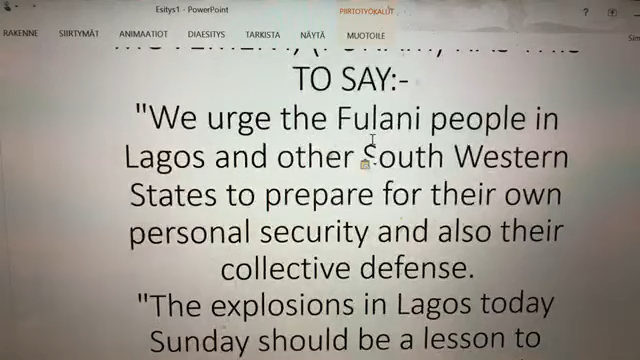 Esitys1 - PowerPoint
PIIRTOTYÖKALUT
?
RAKENNE SIIRTYMÄT ANIMAATIOT DIAESITYS TARKISTA NÄYTÄ MUOTOILE
TO SAY:-
"We urge the Fulani people in
Lagos and other South Western
States to prepare for their own
personal security and also their
collective defense.
"The explosions in Lagos today
Sunday should be a lesson to